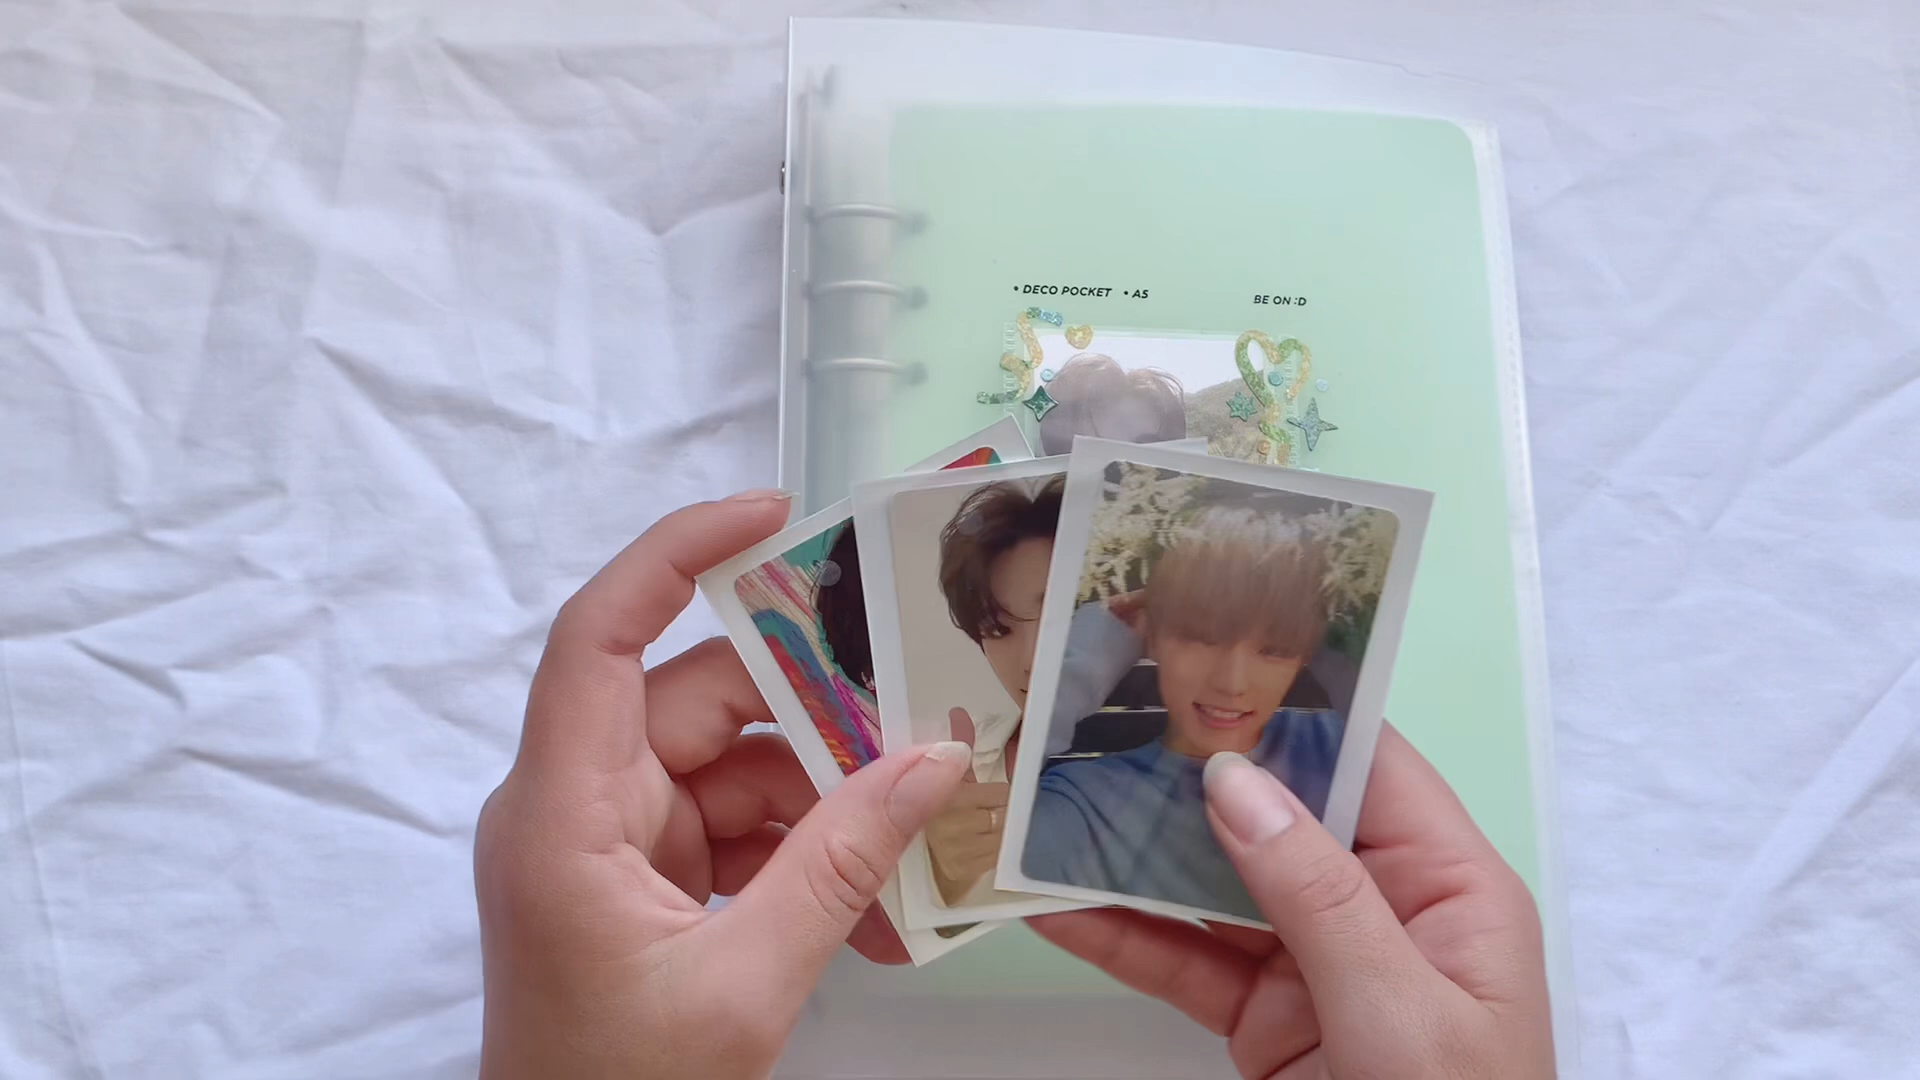 • DECO POCKET • A5 BE ON :D